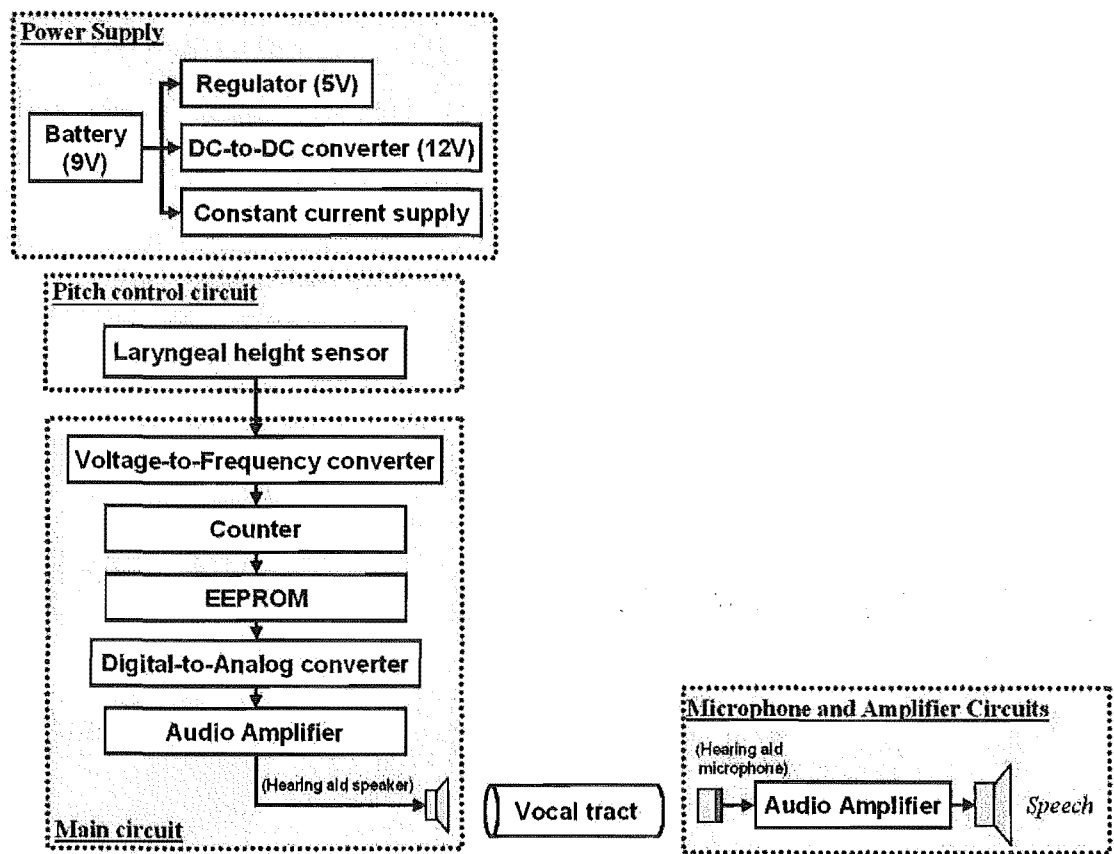 Power Supply
Regulator (5V)
Battery
(9V)
DC-to-DC converter (12V)
Constant current supply
Pitch control circuit
Laryngeal height sensor
Voltage-to-Frequency converter
Counter
EEPROM
Digital-to-Analog converter
Audio Amplifier
(Hearing aid speaker)
Main circuit
Vocal tract
Microphone and Amplifier Circuits
(Hearing aid
microphone)
Audio Amplifier
Speech